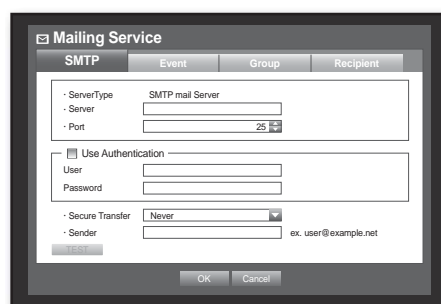 Mailing Service
SMTP Event Group Recipient
· ServerType SMTP mail Server
· Server
· Port 25
Use Authentication
User
Password
· Secure Transfer Never
· Sender ex. user@example.net
TEST
OK Cancel